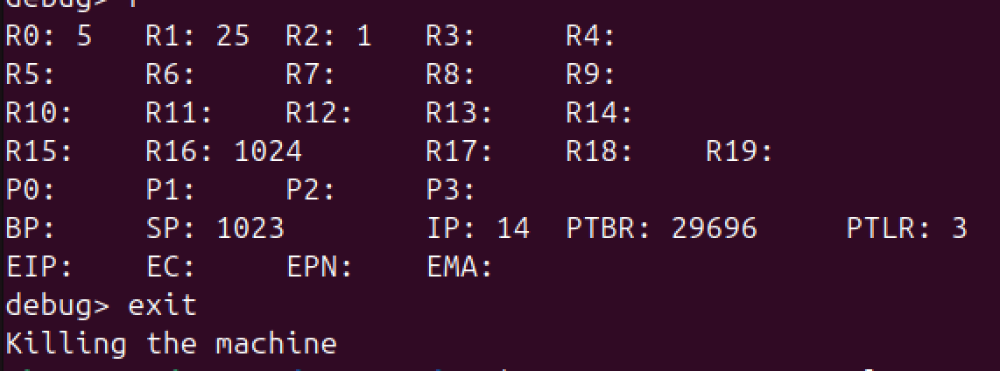 debug> r
R0: 5 R1: 25 R2: 1 R3: R4:
R5: R6: R7: R8: R9:
R10: R11: R12: R13: R14:
R15: R16: 1024 R17: R18: R19:
P0: P1: P2: P3:
BP: SP: 1023 IP: 14 PTBR: 29696 PTLR: 3
EIP: EC: EPN: EMA:
debug> exit
Killing the machine